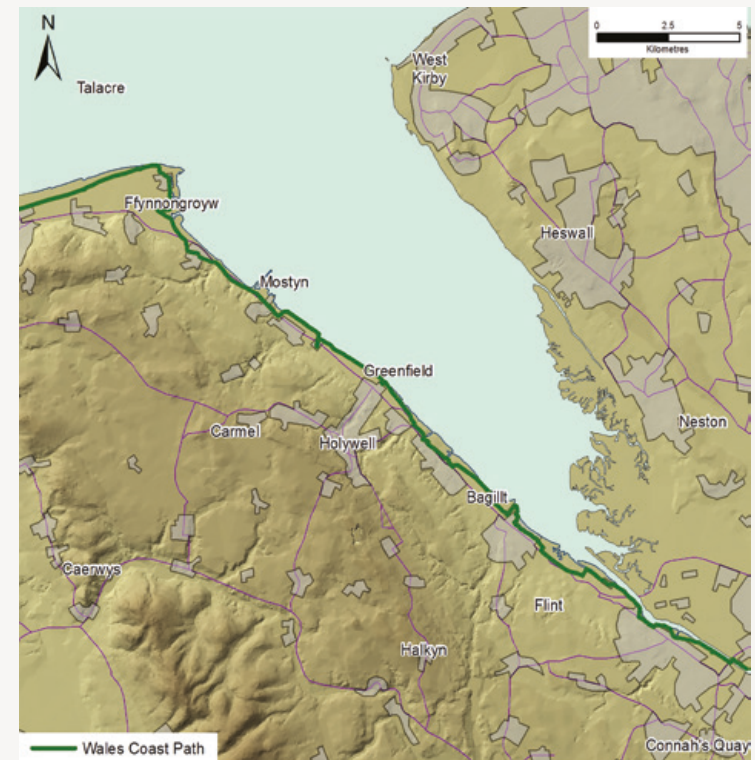 N
0 2.5 5
Kilometres
West
Kirby
Talacre
Ffynnongroyw
Heswall
Mostyn
Greenfield
Neston
Carmel
Holywell
Bagillt
Caerwys
Flint
Halkyn
Connah's Quay
Wales Coast Path